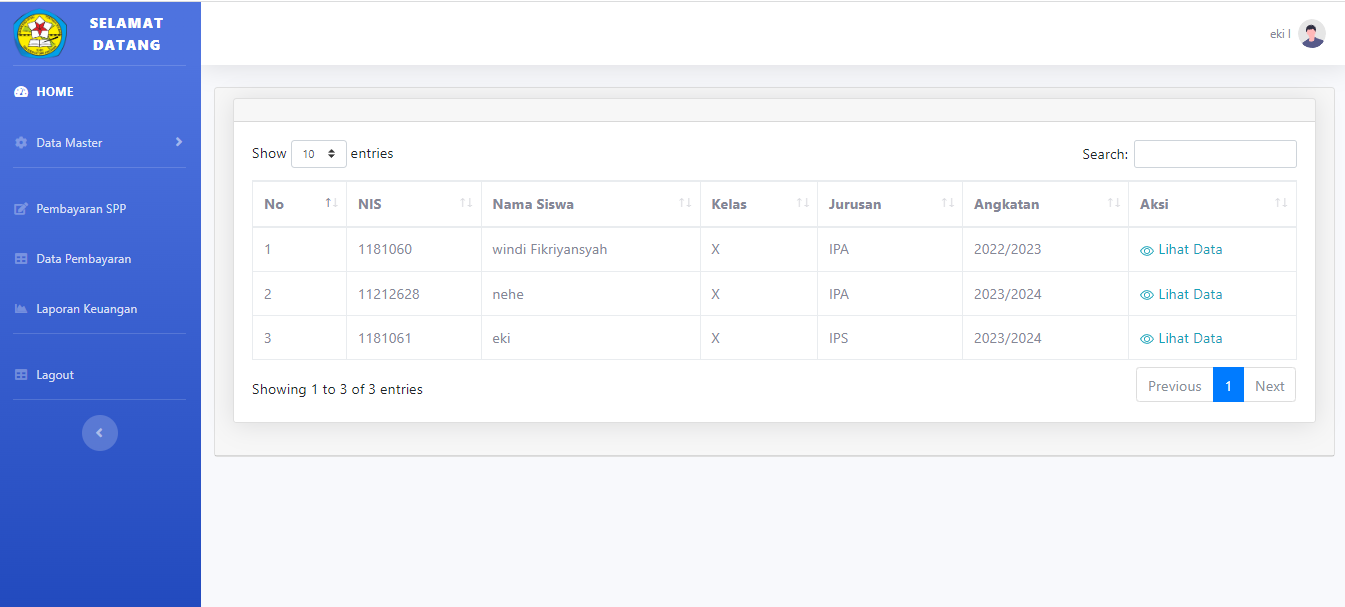 SELAMAT
DATANG
eki l
HOME
Data Master
Pembayaran SPP
Data Pembayaran
Laporan Keuangan
Lagout
Show 10 entries
Search:
No NIS Nama Siswa Kelas Jurusan Angkatan Aksi
1 1181060 windi Fikriyansyah X IPA 2022/2023 Lihat Data
2 11212628 nehe X IPA 2023/2024 Lihat Data
3 1181061 eki X IPS 2023/2024 Lihat Data
Showing 1 to 3 of 3 entries
Previous 1 Next